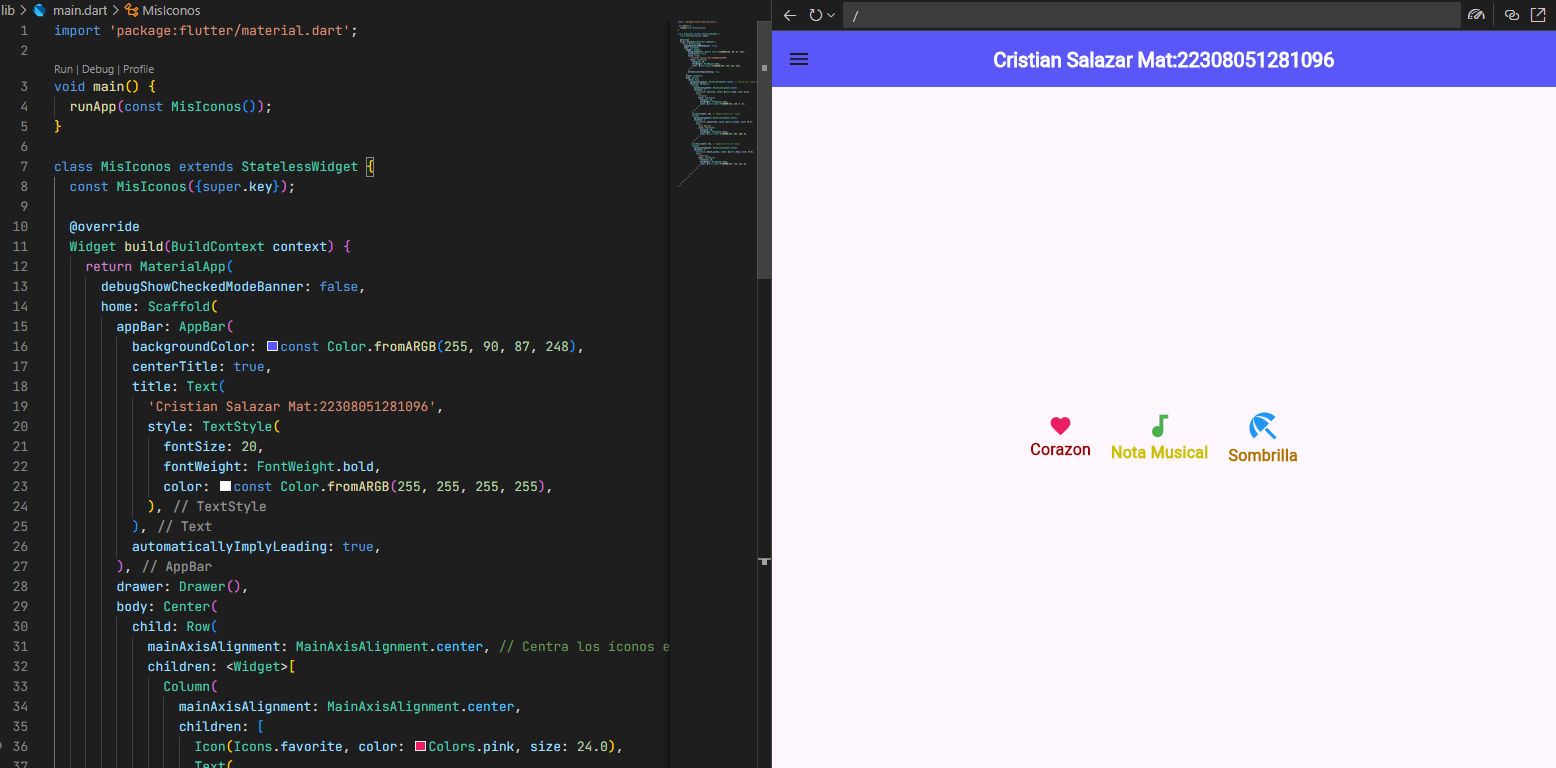 lib > main.dart > MisIconos
1 import 'package:flutter/material.dart';
2
Run | Debug | Profile
3 void main() {
4 runApp(const MisIconos());
5 }
6
7 class MisIconos extends StatelessWidget {
8 const MisIconos({super.key});
9
10 @override
11 Widget build(BuildContext context) {
12 return MaterialApp(
13 debugShowCheckedModeBanner: false,
14 home: Scaffold(
15 appBar: AppBar(
16 backgroundColor: const Color.fromARGB(255, 90, 87, 248),
17 centerTitle: true,
18 title: Text(
19 'Cristian Salazar Mat:22308051281096',
20 style: TextStyle(
21 fontSize: 20,
22 fontWeight: FontWeight.bold,
23 color: const Color.fromARGB(255, 255, 255, 255),
24 ), // TextStyle
25 ), // Text
26 automaticallyImplyLeading: true,
27 ), // AppBar
28 drawer: Drawer(),
29 body: Center(
30 child: Row(
31 mainAxisAlignment: MainAxisAlignment.center, // Centra los íconos e
32 children: <Widget>[
33 Column(
34 mainAxisAlignment: MainAxisAlignment.center,
35 children: [
36 Icon(Icons.favorite, color: Colors.pink, size: 24.0),
37 Text(
/
Cristian Salazar Mat:22308051281096
Corazon
Nota Musical
Sombrilla